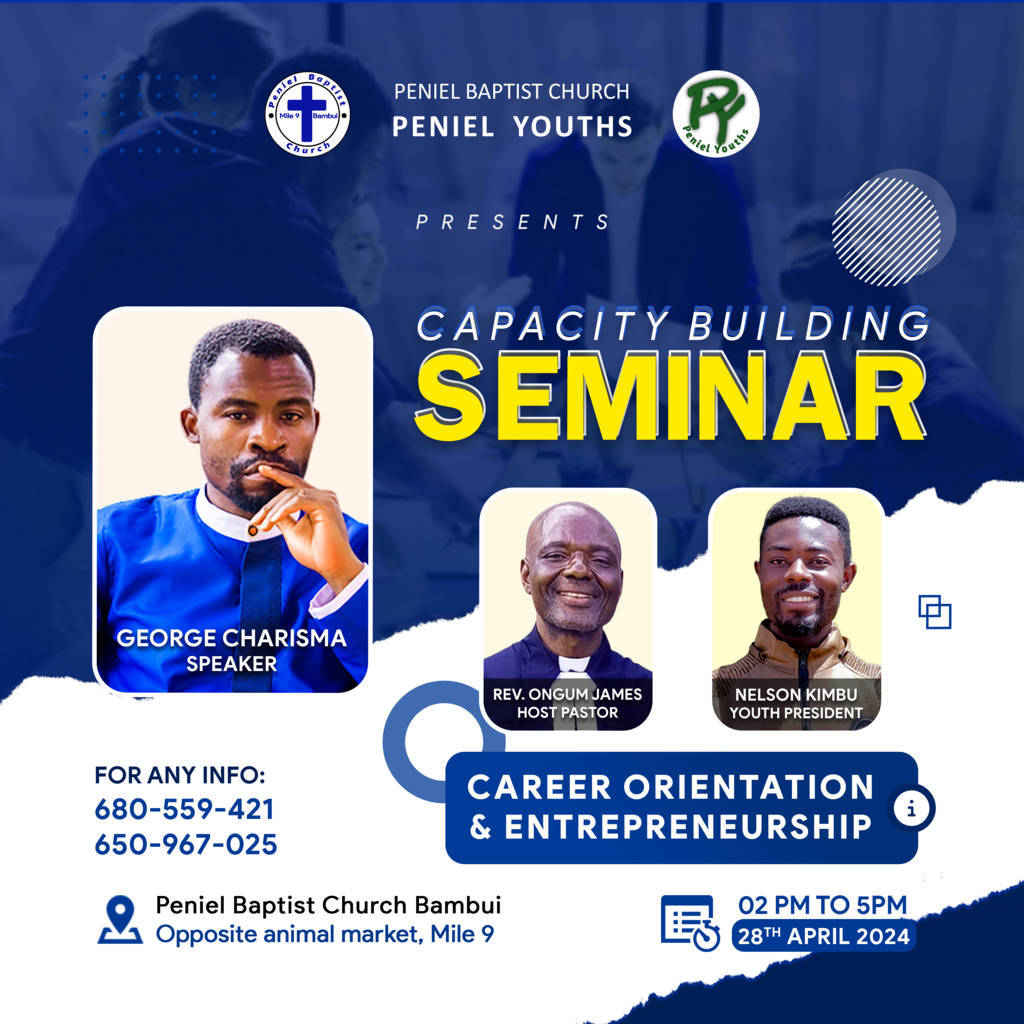 Peniel Baptist
Mile 9 Bambui
Church
PENIEL BAPTIST CHURCH
PENIEL YOUTHS
PY
Peniel Youths
PRESENTS
CAPACITY BUILDING
SEMINAR
GEORGE CHARISMA
SPEAKER
REV. ONGUM JAMES
HOST PASTOR
NELSON KIMBU
YOUTH PRESIDENT
FOR ANY INFO:
680-559-421
650-967-025
CAREER ORIENTATION
& ENTREPRENEURSHIP
i
Peniel Baptist Church Bambui
Opposite animal market, Mile 9
02 PM TO 5PM
28TH APRIL 2024